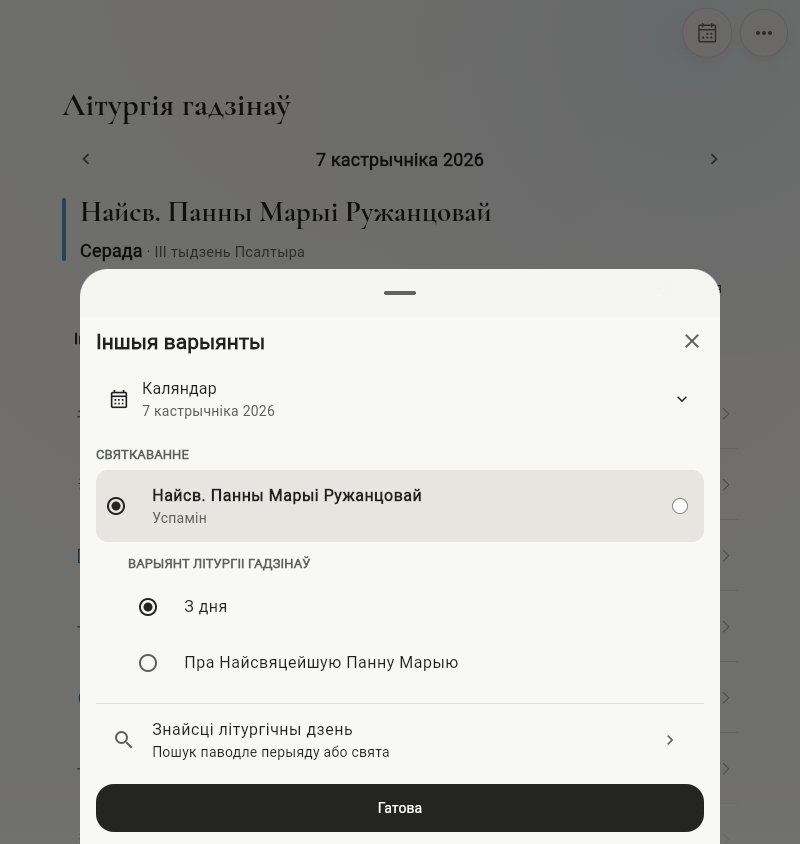 Літургія гадзінаў
7 кастрычніка 2026
Найсв. Панны Марыі Ружанцовай
Серада · III тыдзень Псалтыра
Іншыя варыянты
Каляндар
7 кастрычніка 2026
СВЯТКАВАННЕ
Найсв. Панны Марыі Ружанцовай
Успамін
ВАРЫЯНТ ЛІТУРГІІ ГАДЗІНАЎ
З дня
Пра Найсвяцейшую Панну Марыю
Знайсці літургічны дзень
Пошук паводле перыяду або свята
Гатова